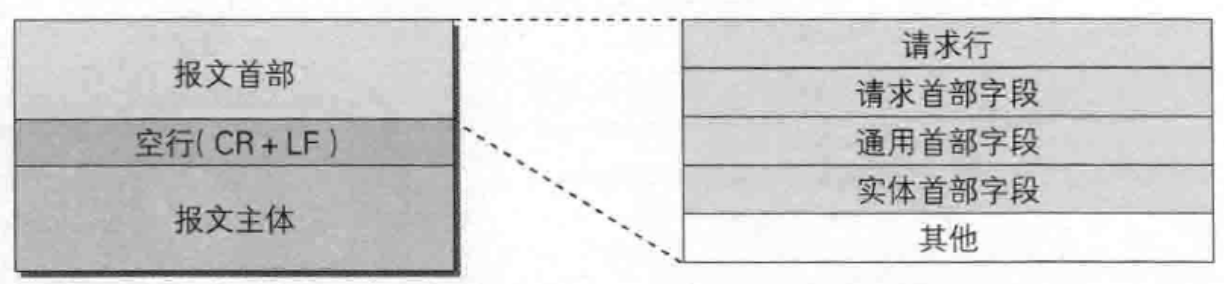 报文首部
空行( CR + LF )
报文主体
请求行
请求首部字段
通用首部字段
实体首部字段
其他